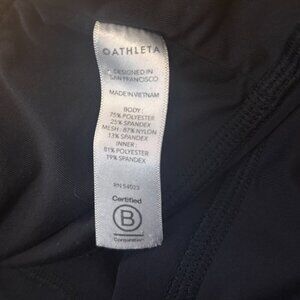 ATHLETA
DESIGNED IN
SAN FRANCISCO
MADE IN VIETNAM
BODY:
75% POLYESTER
25% SPANDEX
MESH: 87% NYLON
13% SPANDEX
INNER:
81% POLYESTER
19% SPANDEX
RN 54023
Certified
B
Corporation